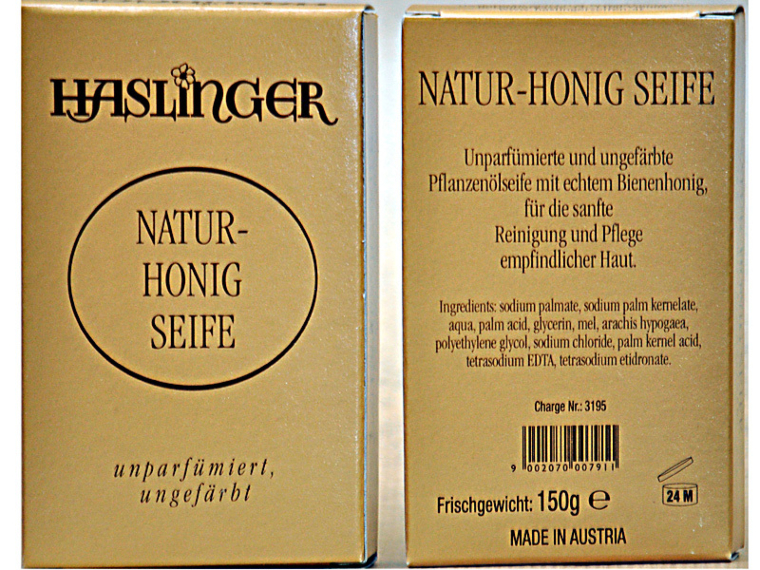 HASLINGER
NATUR-
HONIG
SEIFE
unparfümiert,
ungefärbt
NATUR-HONIG SEIFE
Unparfümierte und ungefärbte
Pflanzenölseife mit echtem Bienenhonig,
für die sanfte
Reinigung und Pflege
empfindlicher Haut.
Ingredients: sodium palmate, sodium palm kernelate,
aqua, palm acid, glycerin, mel, arachis hypogaea,
polyethylene glycol, sodium chloride, palm kernel acid,
tetrasodium EDTA, tetrasodium etidronate.
Charge Nr.: 3195
9 002070 007911
Frischgewicht: 150g ℮
24 M
MADE IN AUSTRIA